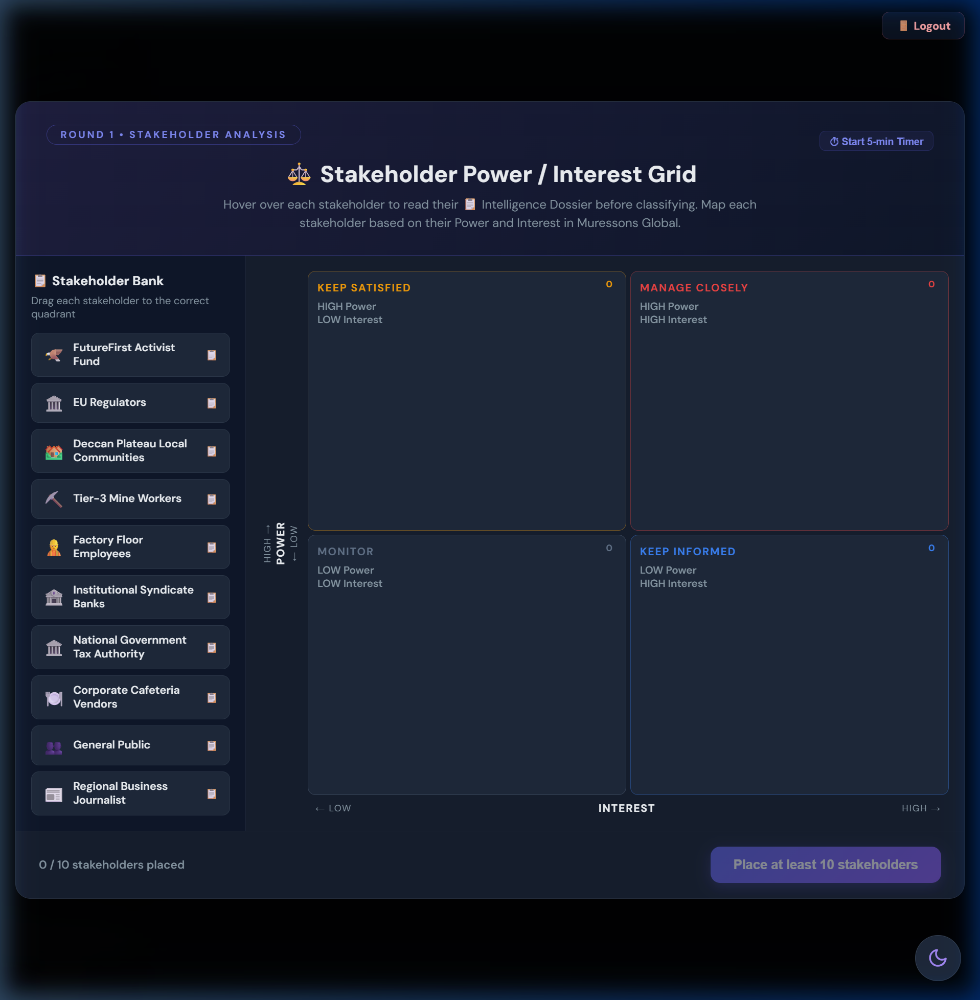 Logout
ROUND 1 • STAKEHOLDER ANALYSIS
Start 5-min Timer
Stakeholder Power / Interest Grid
Hover over each stakeholder to read their Intelligence Dossier before classifying. Map each
stakeholder based on their Power and Interest in Muressons Global.
Stakeholder Bank
Drag each stakeholder to the correct
quadrant
FutureFirst Activist
Fund
EU Regulators
Deccan Plateau Local
Communities
Tier-3 Mine Workers
Factory Floor
Employees
Institutional Syndicate
Banks
National Government
Tax Authority
Corporate Cafeteria
Vendors
General Public
Regional Business
Journalist
HIGH →
POWER
← LOW
KEEP SATISFIED
0
HIGH Power
LOW Interest
MANAGE CLOSELY
0
HIGH Power
HIGH Interest
MONITOR
0
LOW Power
LOW Interest
KEEP INFORMED
0
LOW Power
HIGH Interest
← LOW
INTEREST
HIGH →
0 / 10 stakeholders placed
Place at least 10 stakeholders